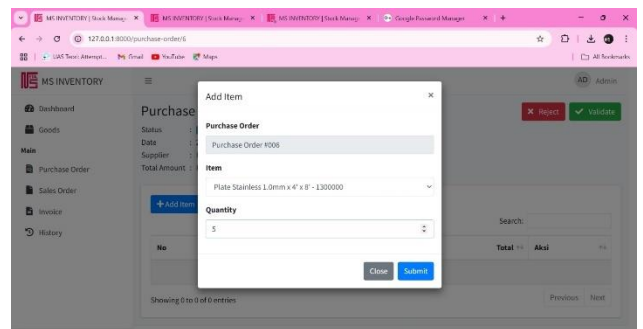 MS INVENTORY | Stock Manag
MS INVENTORY | Stock Manag
MS INVENTORY | Stock Manag
Google Password Manager
127.0.0.1:8000/purchase-order/6
UAS Teori: Attempt...
Gmail
YouTube
Maps
All Bookmarks
MS INVENTORY
AD Admin
Dashboard
Goods
Main
Purchase Order
Sales Order
Invoice
History
Purchase
Reject
Validate
Status :
Date :
Supplier :
Total Amount :
+Add Item
Search:
No
Total
Aksi
Showing 0 to 0 of 0 entries
Previous
Next
Add Item
×
Purchase Order
Purchase Order #006
Item
Plate Stainless 1.0mm x 4' x 8' - 1300000
Quantity
5
Close
Submit